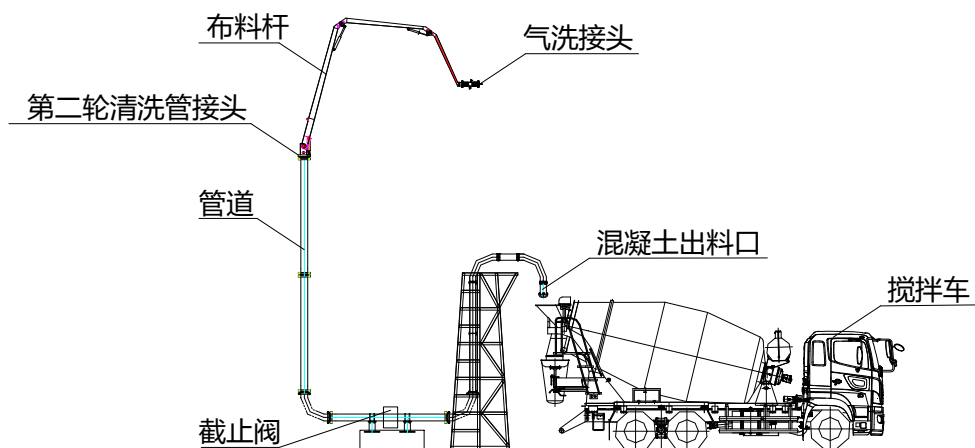 布料杆
气洗接头
第二轮清洗管接头
管道
混凝土出料口
搅拌车
截止阀